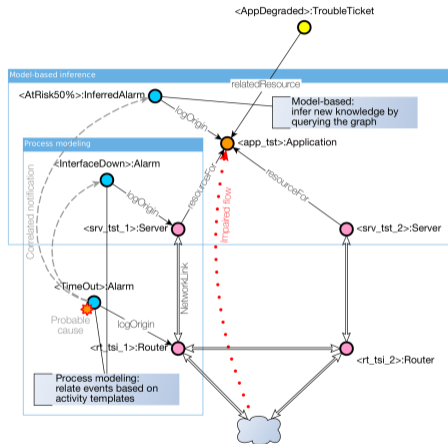 <AppDegraded>:TroubleTicket
Model-based inference
relatedResource
<AtRisk50%>:InferredAlarm
Model-based:
infer new knowledge by
querying the graph
logOrigin
Process modeling
<app_tst>:Application
<InterfaceDown>:Alarm
logOrigin
resourceFor
resourceFor
Correlated notification
Impaired flow
<srv_tst_1>:Server
<srv_tst_2>:Server
NetworkLink
<TimeOut>:Alarm
Probable
cause
logOrigin
<rt_tsi_1>:Router
<rt_tsi_2>:Router
Process modeling:
relate events based on
activity templates